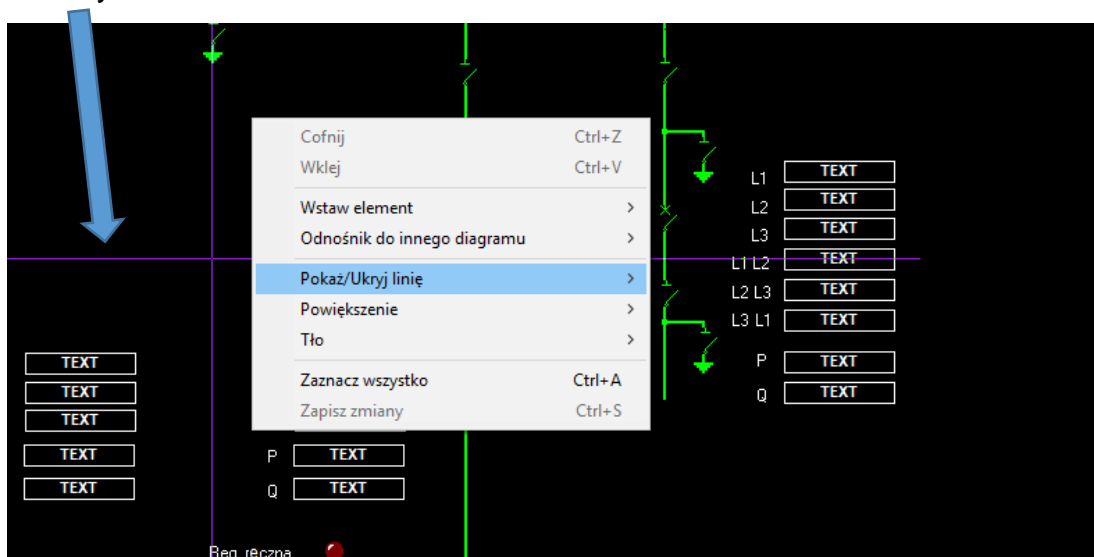 Cofnij Ctrl+Z
Wklej Ctrl+V
Wstaw element
Odnośnik do innego diagramu
Pokaż/Ukryj linię
Powiększenie
Tło
Zaznacz wszystko Ctrl+A
Zapisz zmiany Ctrl+S
L1 TEXT
L2 TEXT
L3 TEXT
L1 L2 TEXT
L2 L3 TEXT
L3 L1 TEXT
P TEXT
Q TEXT
TEXT
TEXT
TEXT
TEXT
TEXT
P TEXT
Q TEXT
Reg. ręczna